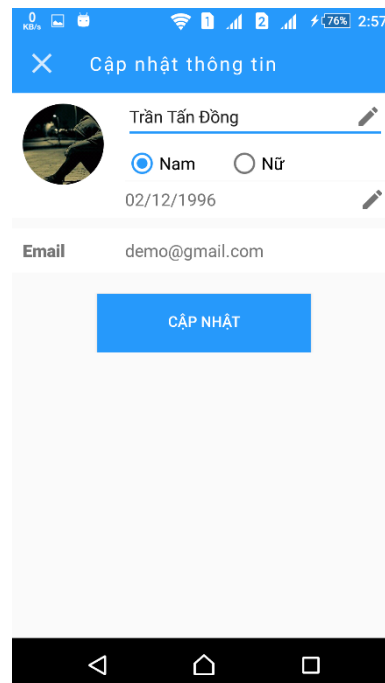 0 KB/s 1 2 76% 2:57
Cập nhật thông tin
Trần Tấn Đồng
Nam Nữ
02/12/1996
Email demo@gmail.com
CẬP NHẬT